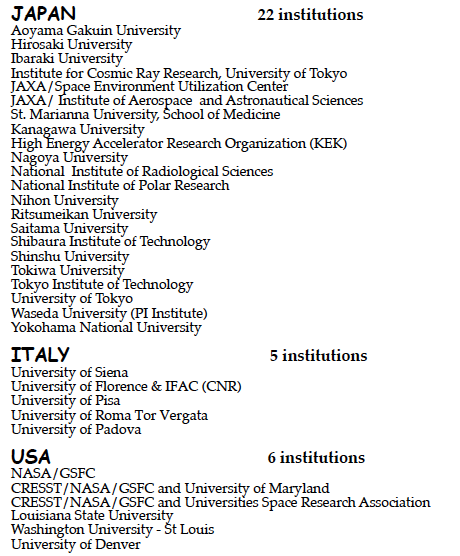 JAPAN 22 institutions
Aoyama Gakuin University
Hirosaki University
Ibaraki University
Institute for Cosmic Ray Research, University of Tokyo
JAXA/Space Environment Utilization Center
JAXA/ Institute of Aerospace and Astronautical Sciences
St. Marianna University, School of Medicine
Kanagawa University
High Energy Accelerator Research Organization (KEK)
Nagoya University
National Institute of Radiological Sciences
National Institute of Polar Research
Nihon University
Ritsumeikan University
Saitama University
Shibaura Institute of Technology
Shinshu University
Tokiwa University
Tokyo Institute of Technology
University of Tokyo
Waseda University (PI Institute)
Yokohama National University
ITALY 5 institutions
University of Siena
University of Florence & IFAC (CNR)
University of Pisa
University of Roma Tor Vergata
University of Padova
USA 6 institutions
NASA/GSFC
CRESST/NASA/GSFC and University of Maryland
CRESST/NASA/GSFC and Universities Space Research Association
Louisiana State University
Washington University - St Louis
University of Denver